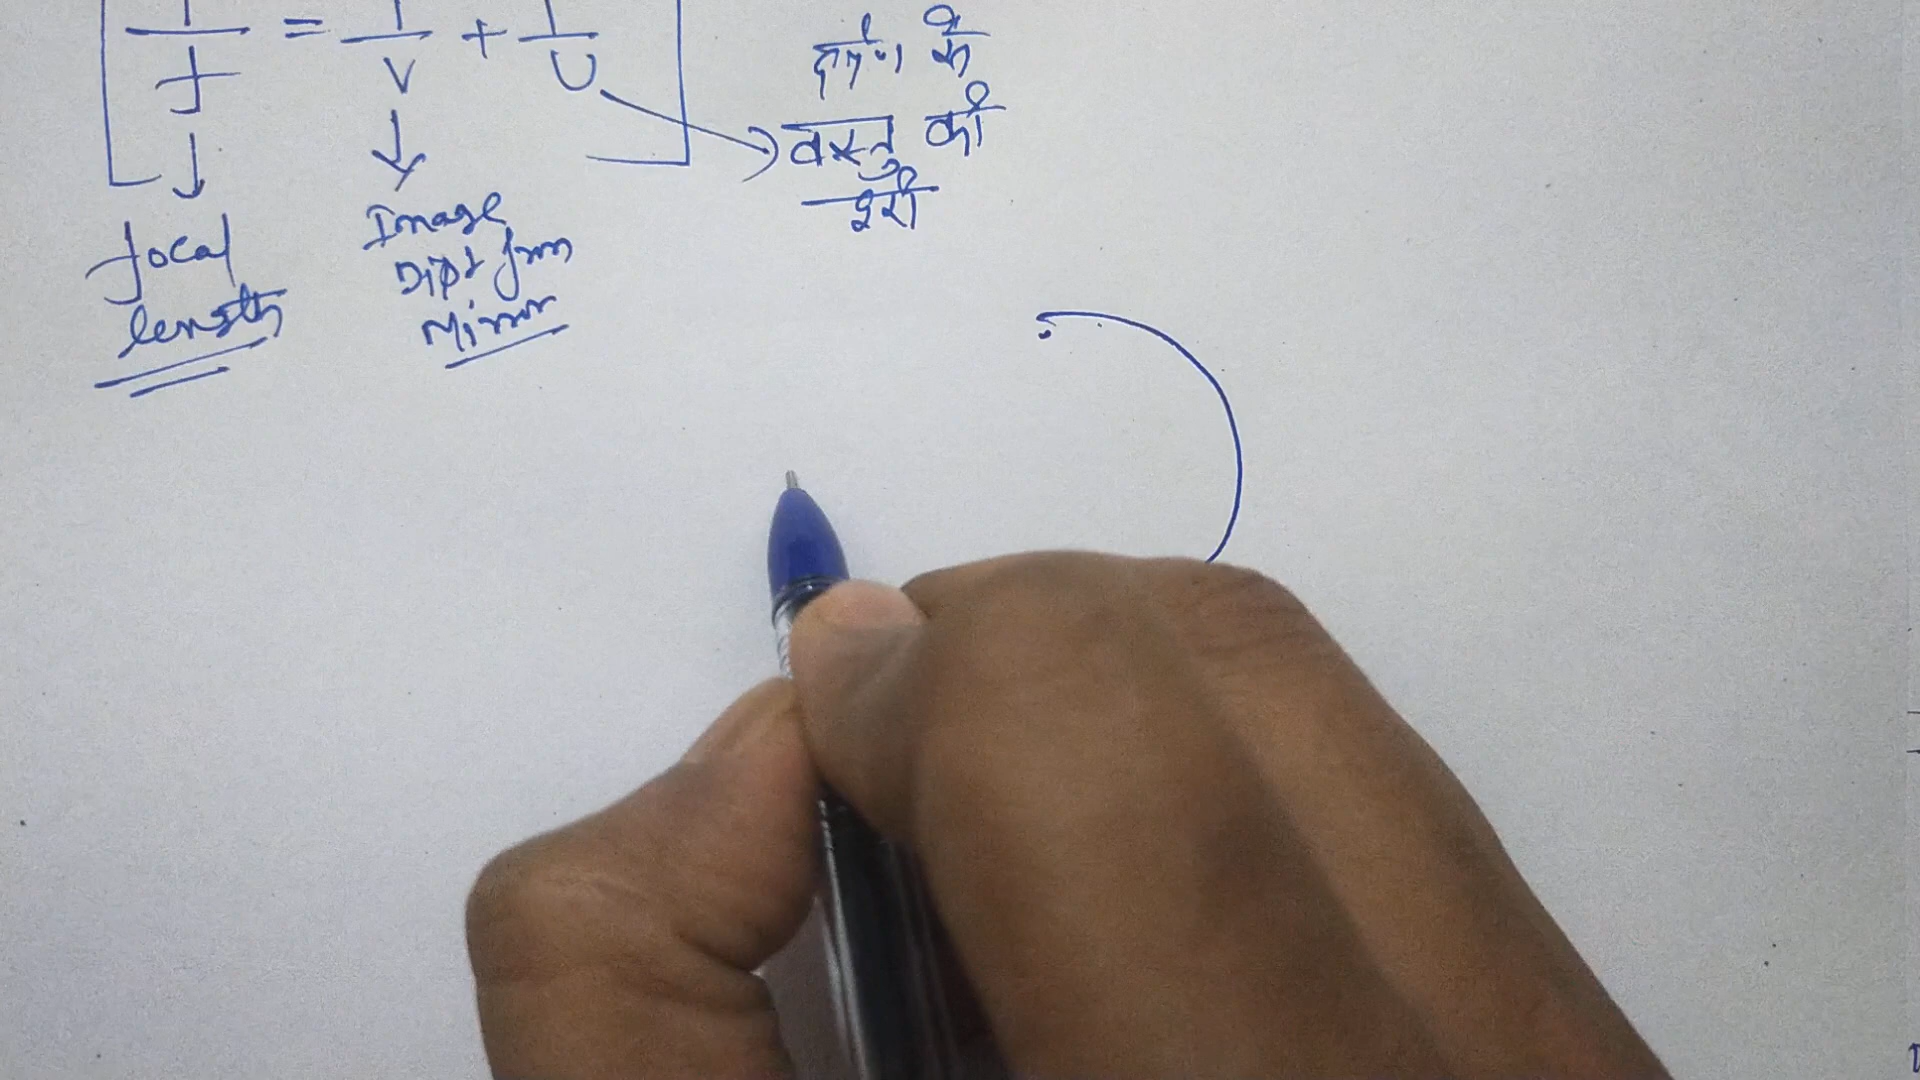 1/f = 1/v + 1/u
focal
length
Image
Dist from
Mirror
दर्पण से
वस्तु की
दूरी